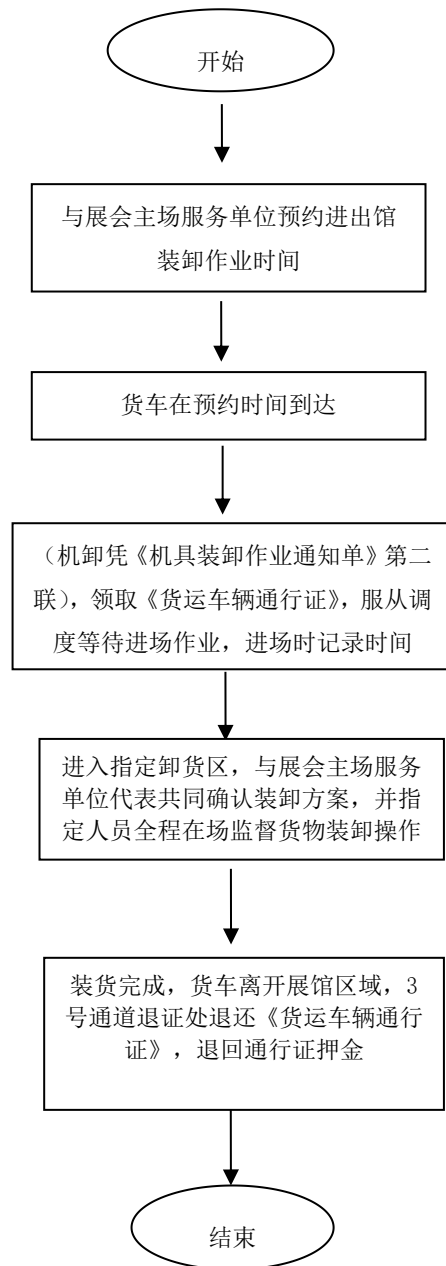 开始
与展会主场服务单位预约进出馆
装卸作业时间
货车在预约时间到达
（机卸凭《机具装卸作业通知单》第二
联），领取《货运车辆通行证》，服从调
度等待进场作业，进场时记录时间
进入指定卸货区，与展会主场服务
单位代表共同确认装卸方案，并指
定人员全程在场监督货物装卸操作
装货完成，货车离开展馆区域，3
号通道退证处退还《货运车辆通行
证》，退回通行证押金
结束